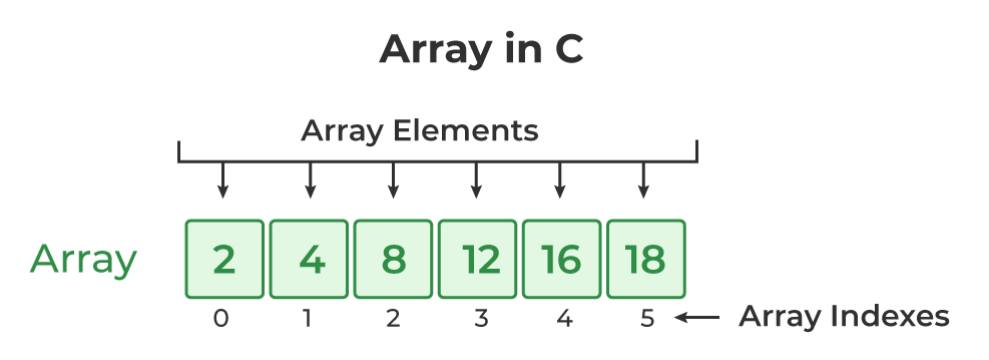 Array in C
Array Elements
Array 2 4 8 12 16 18
0 1 2 3 4 5 Array Indexes